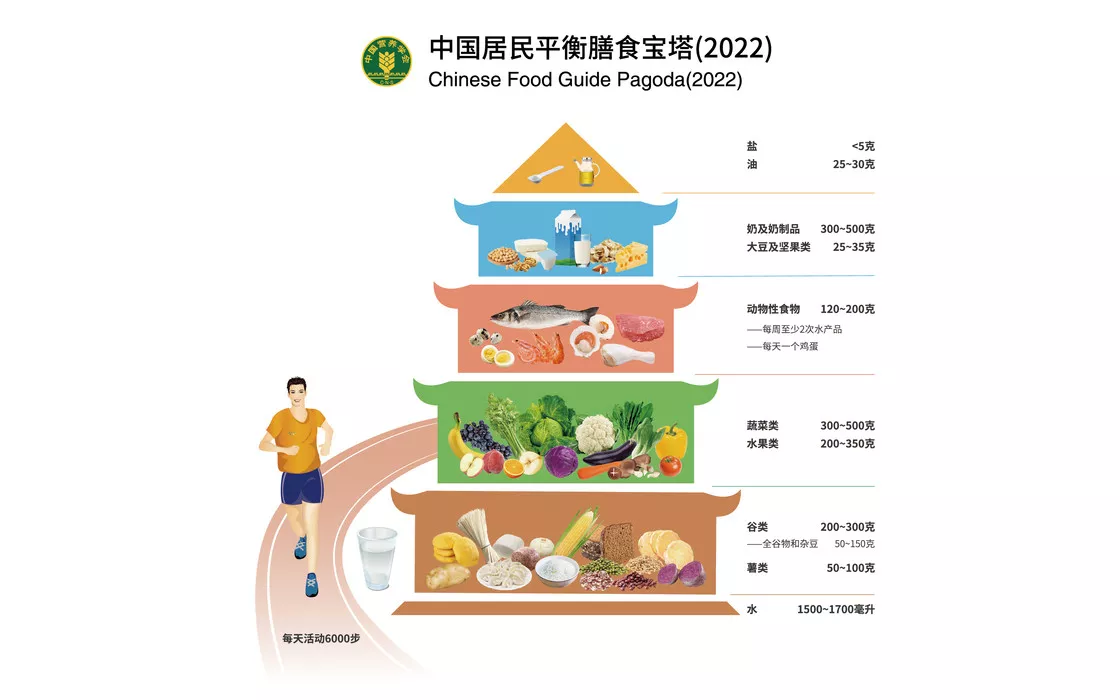 中国营养学会
中国居民平衡膳食宝塔(2022)
Chinese Food Guide Pagoda(2022)
盐 <5克
油 25~30克
奶及奶制品 300~500克
大豆及坚果类 25~35克
动物性食物 120~200克
——每周至少2次水产品
——每天一个鸡蛋
蔬菜类 300~500克
水果类 200~350克
谷类 200~300克
——全谷物和杂豆 50~150克
薯类 50~100克
水 1500~1700毫升
每天活动6000步